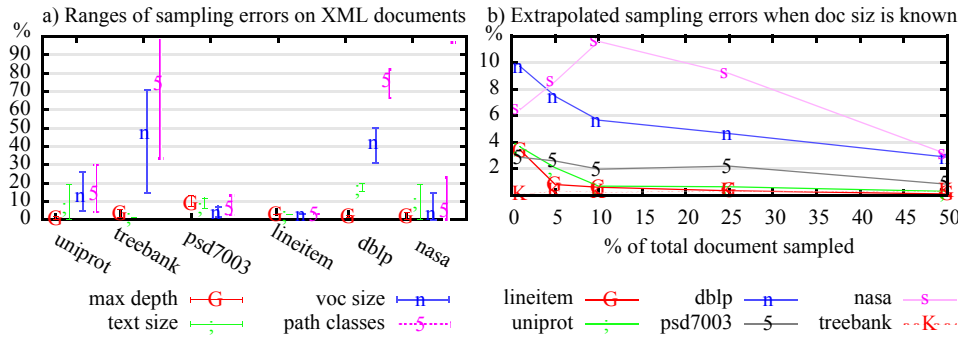 a) Ranges of sampling errors on XML documents
%
90
80
70
60
50
40
30
20
10
0
uniprot
treebank
psd7003
lineitem
dblp
nasa
max depth G
voc size n
text size ;
path classes 5
b) Extrapolated sampling errors when doc siz is known
%
10
8
6
4
2
0 5 10 15 20 25 30 35 40 45 50
% of total document sampled
lineitem G
dblp n
nasa s
uniprot ;
psd7003 5
treebank K